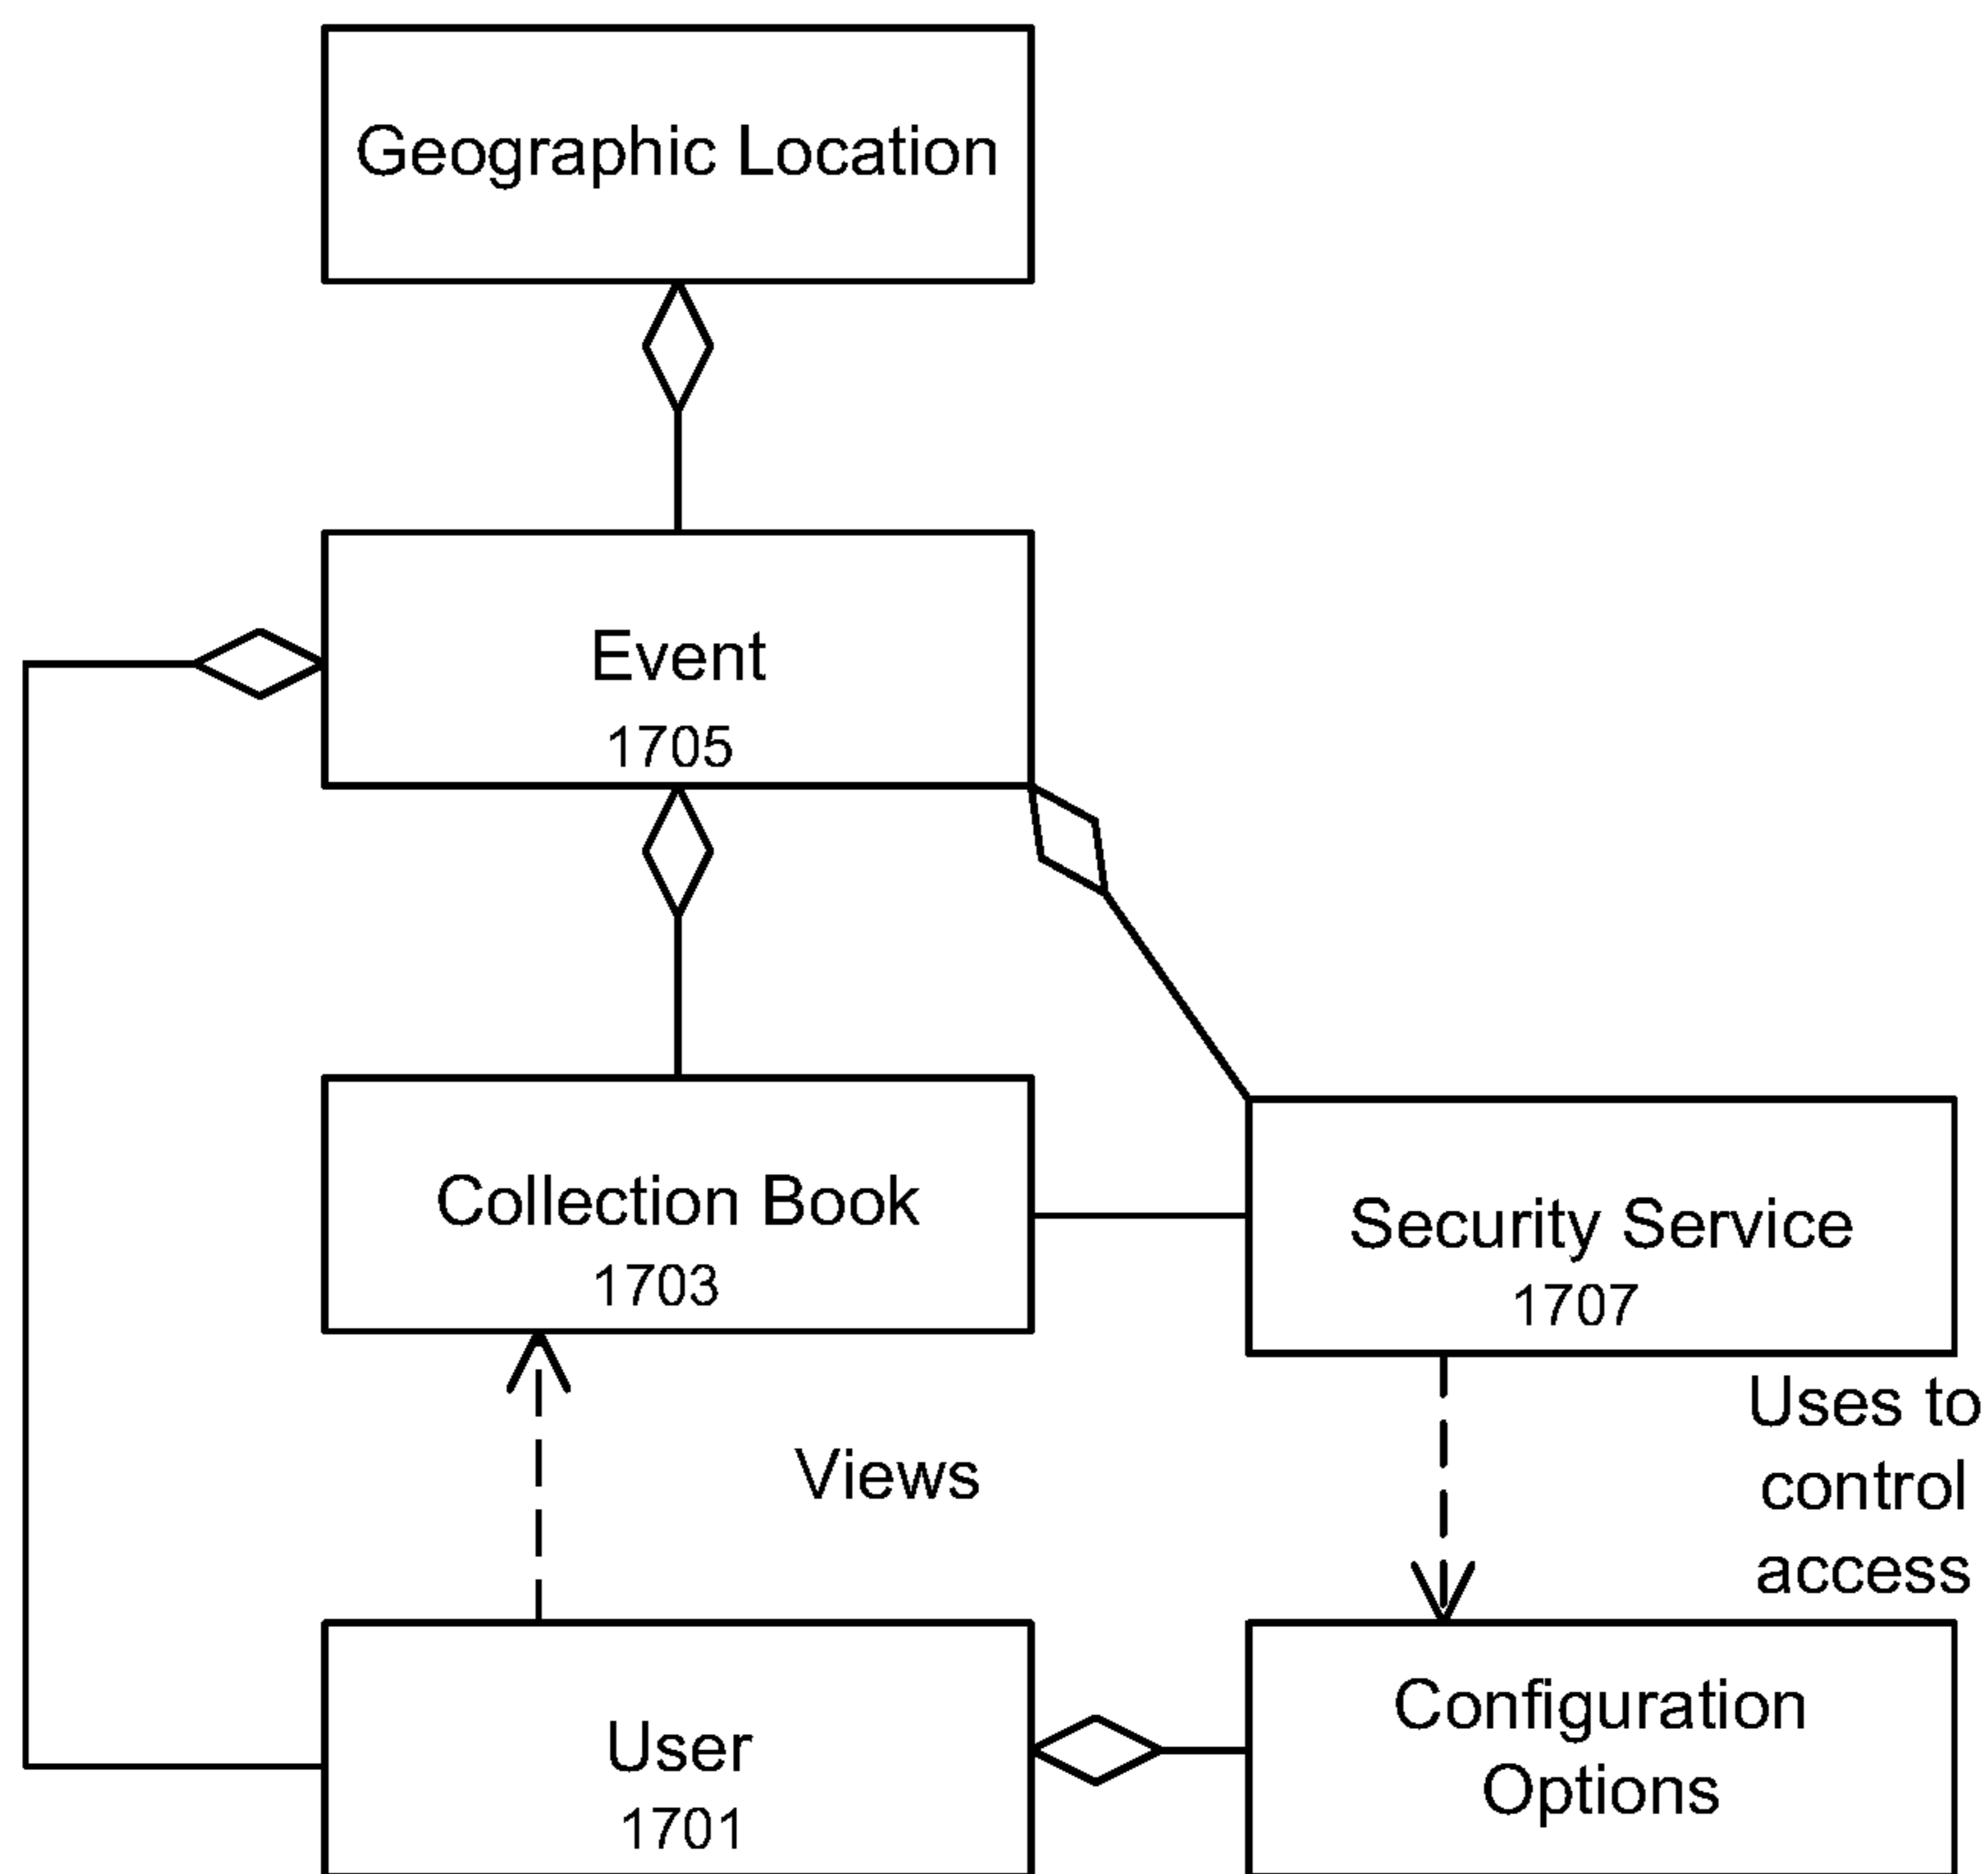 Geographic Location
Event
1705
Collection Book
1703
Security Service
1707
Views
Uses to
control
access
User
1701
Configuration
Options